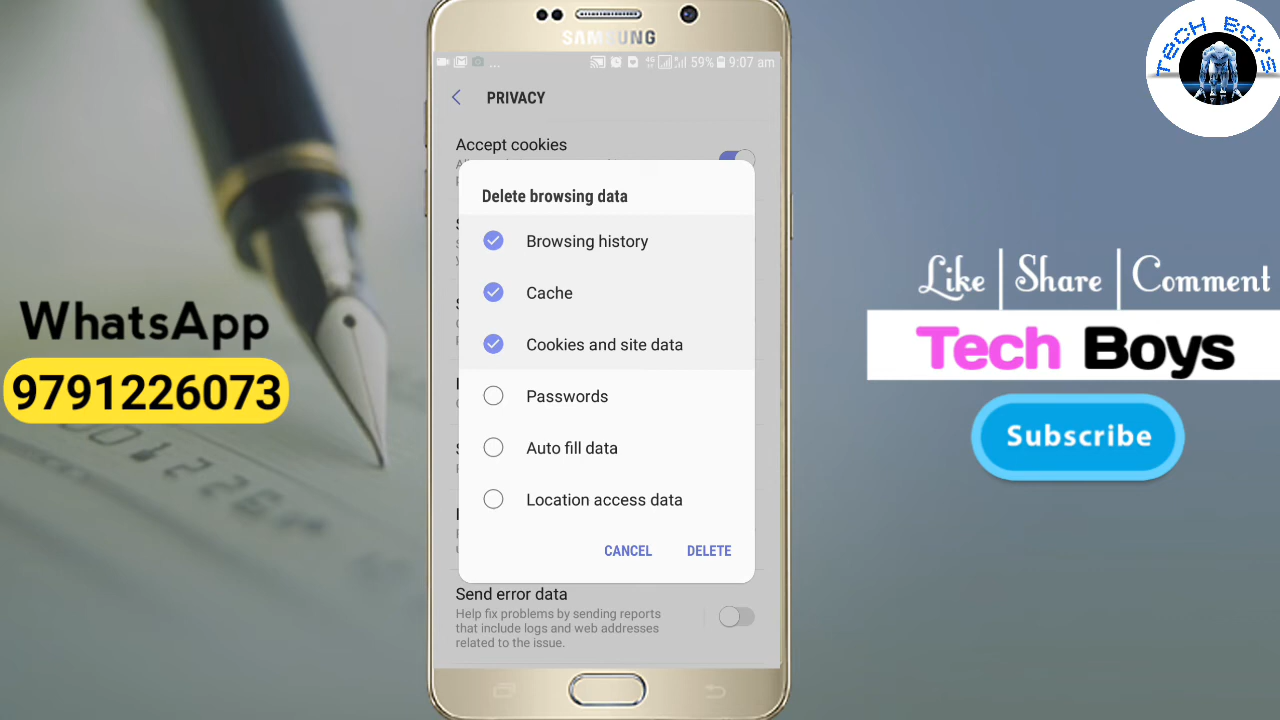 TECH BOYS
SAMSUNG
... 59% 9:07 am
PRIVACY
Accept cookies
Delete browsing data
Browsing history
Cache
Cookies and site data
Passwords
Auto fill data
Location access data
CANCEL DELETE
Send error data
Help fix problems by sending reports
that include logs and web addresses
related to the issue.
WhatsApp
9791226073
Like | Share | Comment
Tech Boys
Subscribe